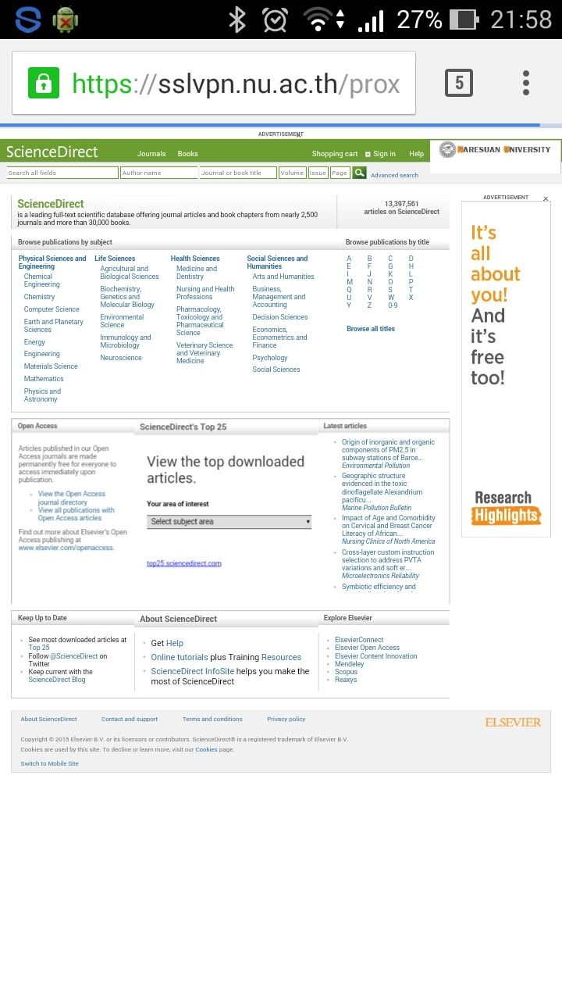 27% 21:58
https://sslvpn.nu.ac.th/prox
5
ADVERTISEMENT
ScienceDirect
Journals Books
Shopping cart Sign in Help
NARESUAN UNIVERSITY
Search all fields Author name Journal or book title Volume Issue Page Advanced search
ScienceDirect
is a leading full-text scientific database offering journal articles and book chapters from nearly 2,500
journals and more than 30,000 books.
13,397,561
articles on ScienceDirect
Browse publications by subject
Physical Sciences and
Engineering
Chemical
Engineering
Chemistry
Computer Science
Earth and Planetary
Sciences
Energy
Engineering
Materials Science
Mathematics
Physics and
Astronomy
Life Sciences
Agricultural and
Biological Sciences
Biochemistry,
Genetics and
Molecular Biology
Environmental
Science
Immunology and
Microbiology
Neuroscience
Health Sciences
Medicine and
Dentistry
Nursing and Health
Professions
Pharmacology,
Toxicology and
Pharmaceutical
Science
Veterinary Science
and Veterinary
Medicine
Social Sciences and
Humanities
Arts and Humanities
Business,
Management and
Accounting
Decision Sciences
Economics,
Econometrics and
Finance
Psychology
Social Sciences
Browse publications by title
A B C D
E F G H
I J K L
M N O P
Q R S T
U V W X
Y Z 0-9
Browse all titles
ADVERTISEMENT
It's
all
about
you!
And
it's
free
too!
Research
Highlights
Open Access
Articles published in our Open
Access journals are made
permanently free for everyone to
access immediately upon
publication.
View the Open Access
journal directory
View all publications with
Open Access articles
Find out more about Elsevier's Open
Access publishing at
www.elsevier.com/openaccess.
ScienceDirect's Top 25
View the top downloaded
articles.
Your area of interest
Select subject area
top25.sciencedirect.com
Latest articles
Origin of inorganic and organic
components of PM2.5 in
subway stations of Barce...
Environmental Pollution
Geographic structure
evidenced in the toxic
dinoflagellate Alexandrium
pacificu...
Marine Pollution Bulletin
Impact of Age and Comorbidity
on Cervical and Breast Cancer
Literacy of African...
Nursing Clinics of North America
Cross-layer custom instruction
selection to address PVTA
variations and soft er...
Microelectronics Reliability
Symbiotic efficiency and
Keep Up to Date
See most downloaded articles at
Top 25
Follow @ScienceDirect on
Twitter
Keep current with the
ScienceDirect Blog
About ScienceDirect
Get Help
Online tutorials plus Training Resources
ScienceDirect InfoSite helps you make the
most of ScienceDirect
Explore Elsevier
ElsevierConnect
Elsevier Open Access
Elsevier Content Innovation
Mendeley
Scopus
Reaxys
About ScienceDirect Contact and support Terms and conditions Privacy policy
ELSEVIER
Copyright © 2015 Elsevier B.V. or its licensors or contributors. ScienceDirect® is a registered trademark of Elsevier B.V.
Cookies are used by this site. To decline or learn more, visit our Cookies page.
Switch to Mobile Site